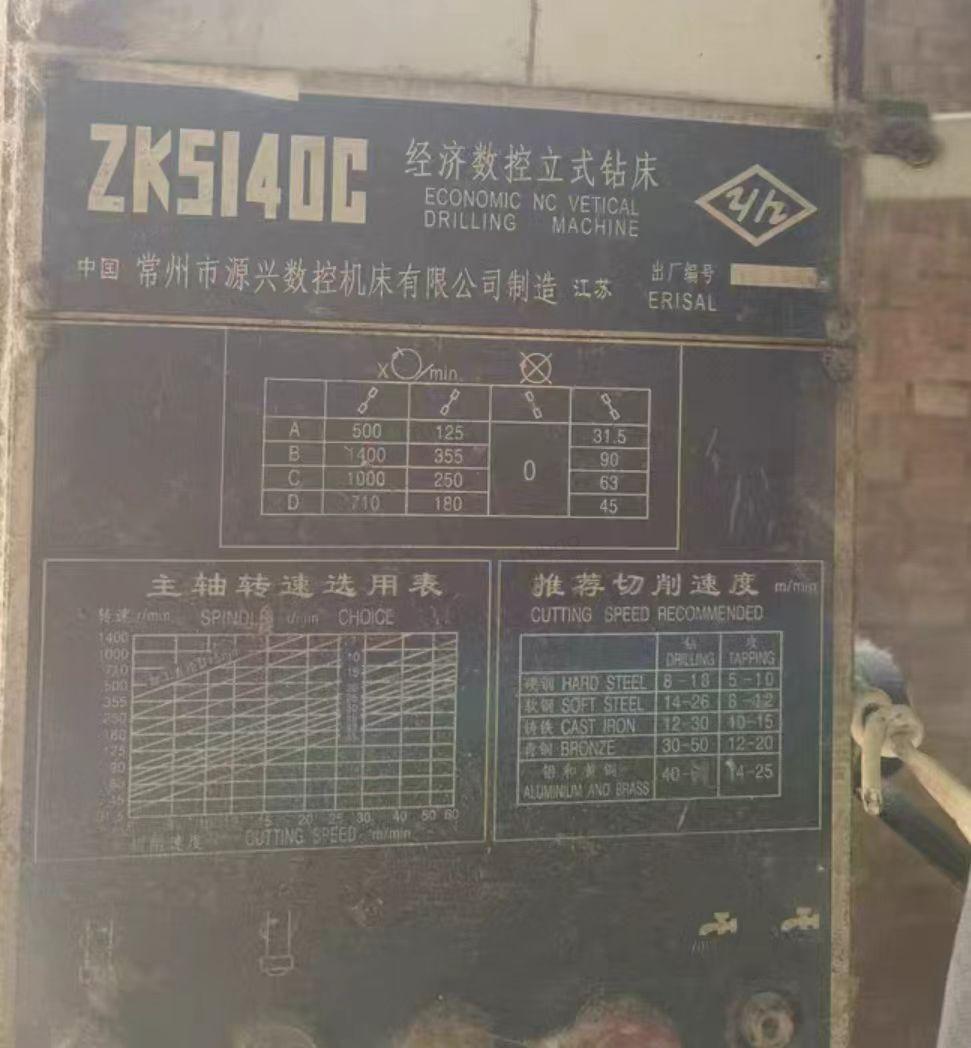 ZK5140C
经济数控立式钻床
ECONOMIC NC VETICAL
DRILLING MACHINE
中国 常州市源兴数控机床有限公司制造 江苏
出厂编号
ERISAL
X /min
A 500 125 31.5
B 1400 355 90
C 1000 250 0 63
D 710 180 45
主轴转速选用表
转速 r/min SPINDLE r/min CHOICE
1400
1000
710
500
355
250
180
125
90
63
45
31.5
20 25 30 40 50 60
切削速度 CUTTING SPEED m/min
推荐切削速度 m/min
CUTTING SPEED RECOMMENDED
钻
DRILLING TAPPING
硬钢 HARD STEEL 8-18 5-10
软钢 SOFT STEEL 14-26 8-12
铸铁 CAST IRON 12-30 10-15
青铜 BRONZE 30-50 12-20
铝和黄铜 40- 14-25
ALUMINIUM AND BRASS